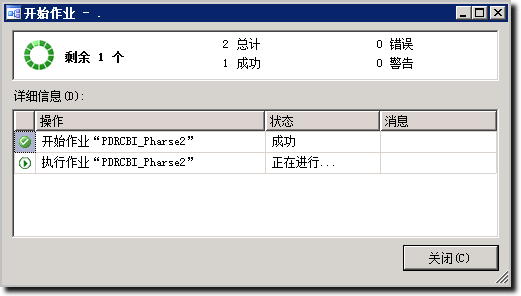 开始作业 - .
剩余 1 个
2 总计 0 错误
1 成功 0 警告
详细信息(D):
操作 状态 消息
开始作业“PDRCBI_Pharse2” 成功
执行作业“PDRCBI_Pharse2” 正在进行...
关闭(C)